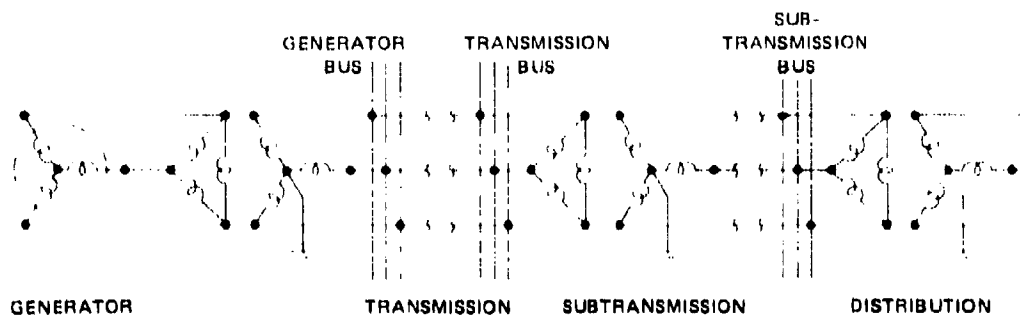 GENERATOR
BUS
TRANSMISSION
BUS
SUB-
TRANSMISSION
BUS
GENERATOR
TRANSMISSION
SUBTRANSMISSION
DISTRIBUTION